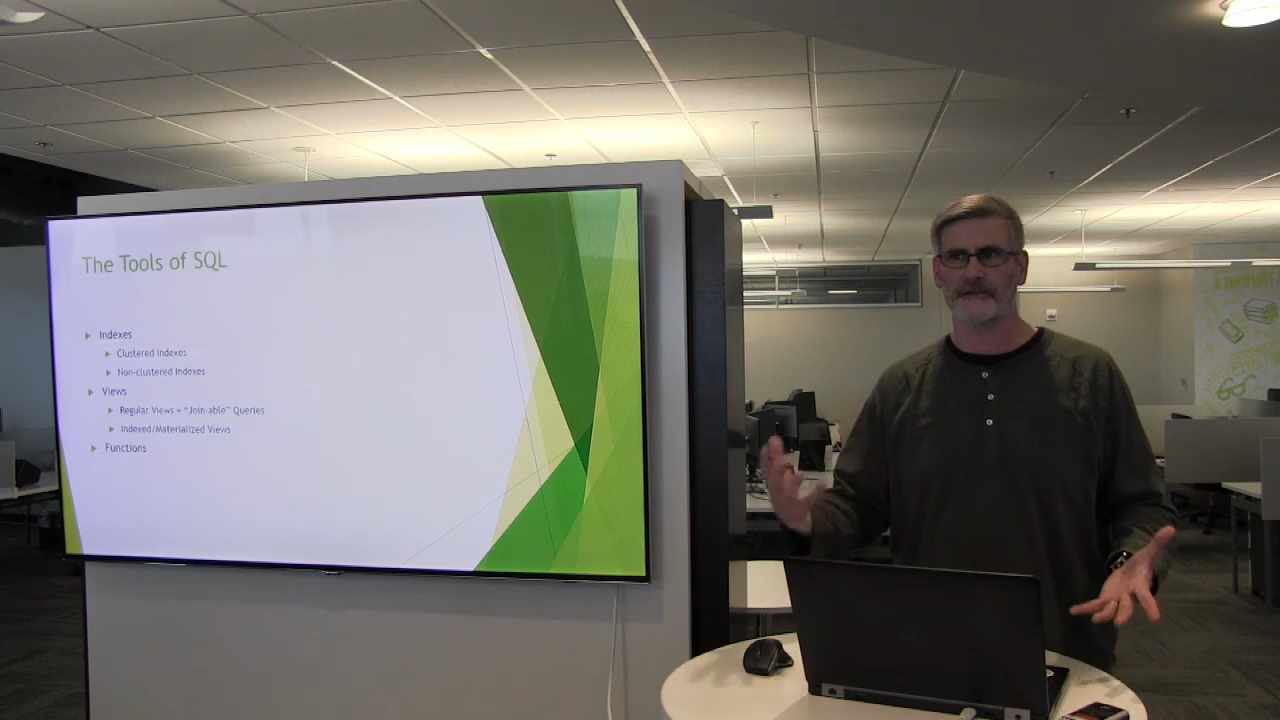 The Tools of SQL
Indexes
Clustered Indexes
Non-clustered Indexes
Views
Regular Views = "Join-able" Queries
Indexed/Materialized Views
Functions